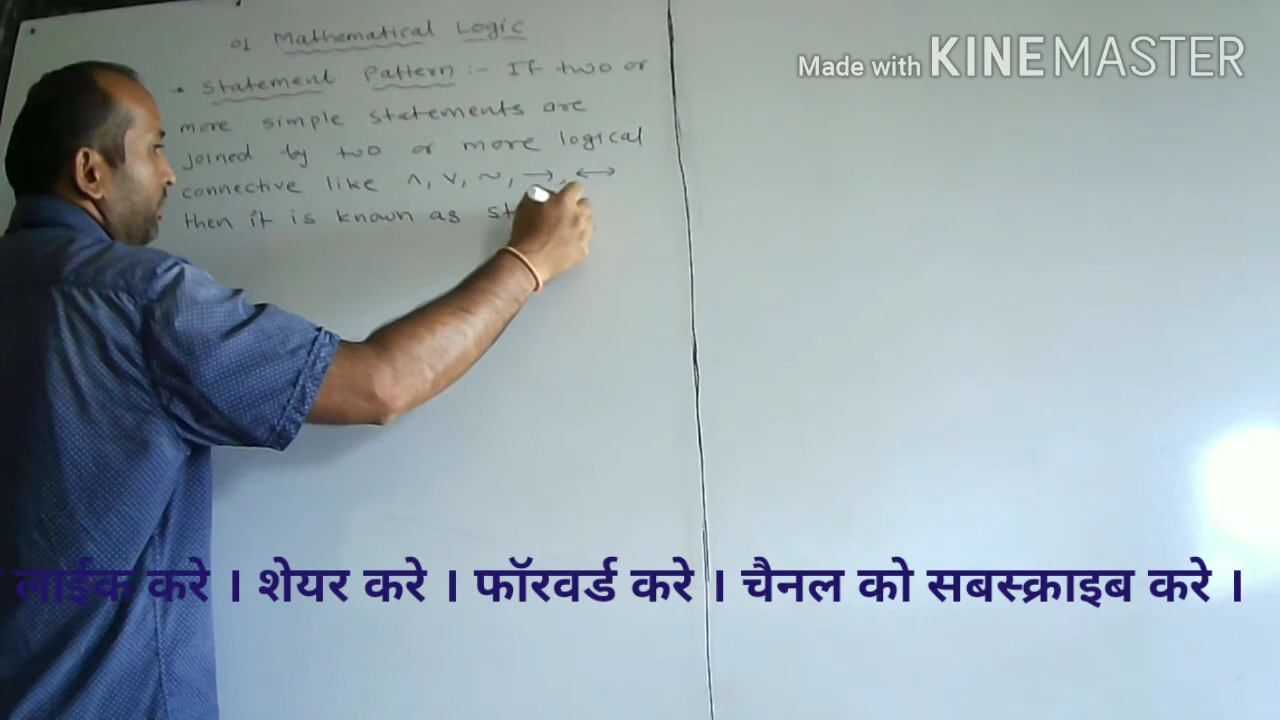 01 Mathematical Logic
Made with KINEMASTER
• Statement Pattern :- If two or
more simple statements are
joined by two or more logical
connective like ∧, ∨, ~, →, ↔
then it is known as st
लाईक करे । शेयर करे । फॉरवर्ड करे । चैनल को सबस्क्राइब करे ।